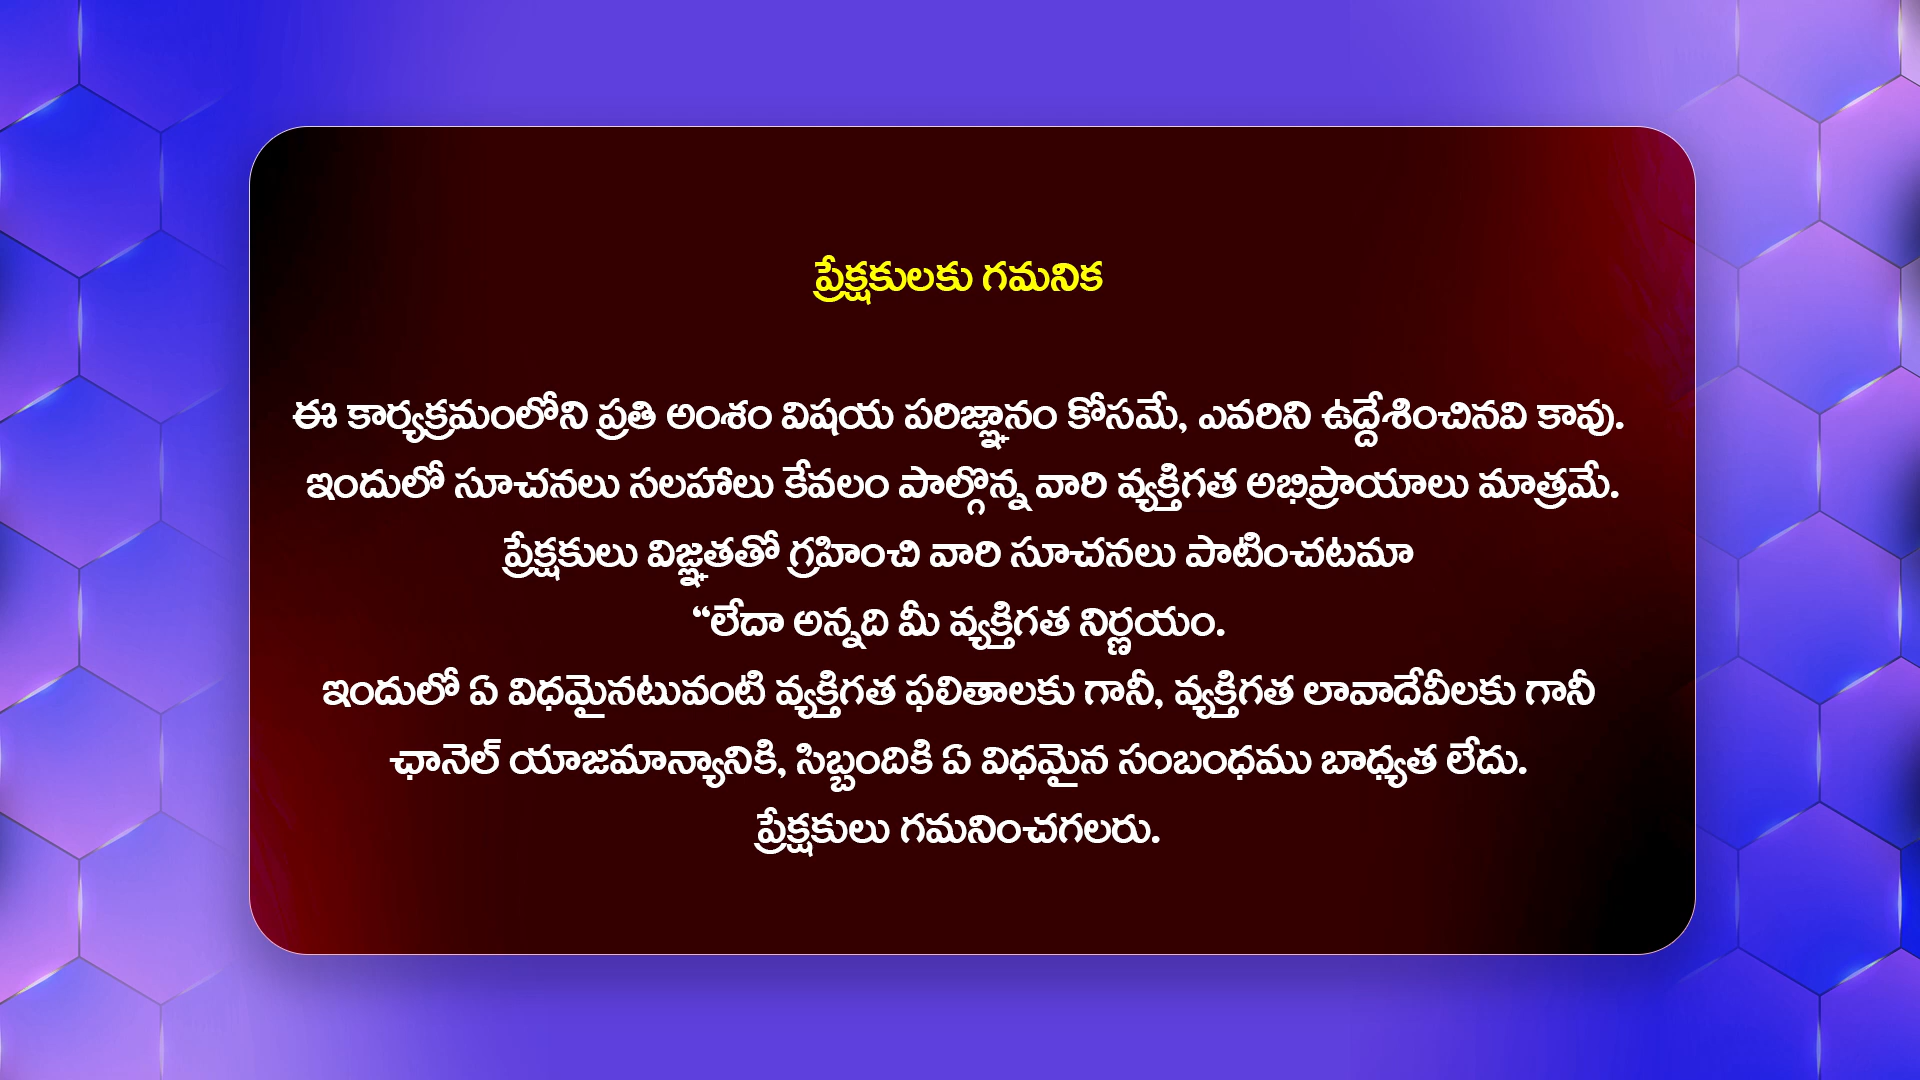 ప్రేక్షకులకు గమనిక
ఈ కార్యక్రమంలోని ప్రతి అంశం విషయ పరిజ్ఞానం కోసమే, ఎవరిని ఉద్దేశించినవి కావు.
ఇందులో సూచనలు సలహాలు కేవలం పాల్గొన్న వారి వ్యక్తిగత అభిప్రాయాలు మాత్రమే.
ప్రేక్షకులు విజ్ఞతతో గ్రహించి వారి సూచనలు పాటించటమా
“లేదా అన్నది మీ వ్యక్తిగత నిర్ణయం.
ఇందులో ఏ విధమైనటువంటి వ్యక్తిగత ఫలితాలకు గానీ, వ్యక్తిగత లావాదేవీలకు గానీ
ఛానెల్ యాజమాన్యానికి, సిబ్బందికి ఏ విధమైన సంబంధము బాధ్యత లేదు.
ప్రేక్షకులు గమనించగలరు.